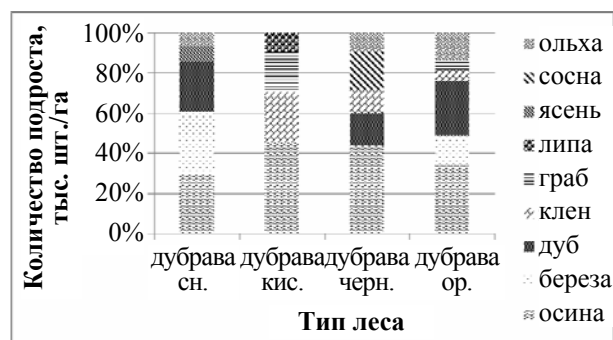 Количество подроста,
тыс. шт./га
100%
80%
60%
40%
20%
0%
дубрава сн.
дубрава кис.
дубрава черн.
дубрава ор.
Тип леса
ольха
сосна
ясень
липа
граб
клен
дуб
береза
осина